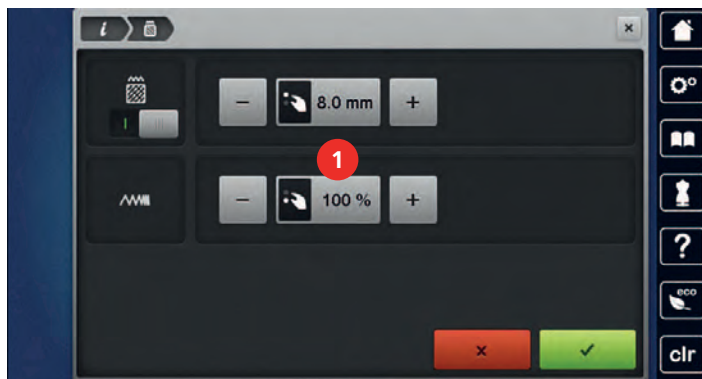 i
×
− 8.0 mm +
I
1
− 100 % +
?
eco
× ✓
clr